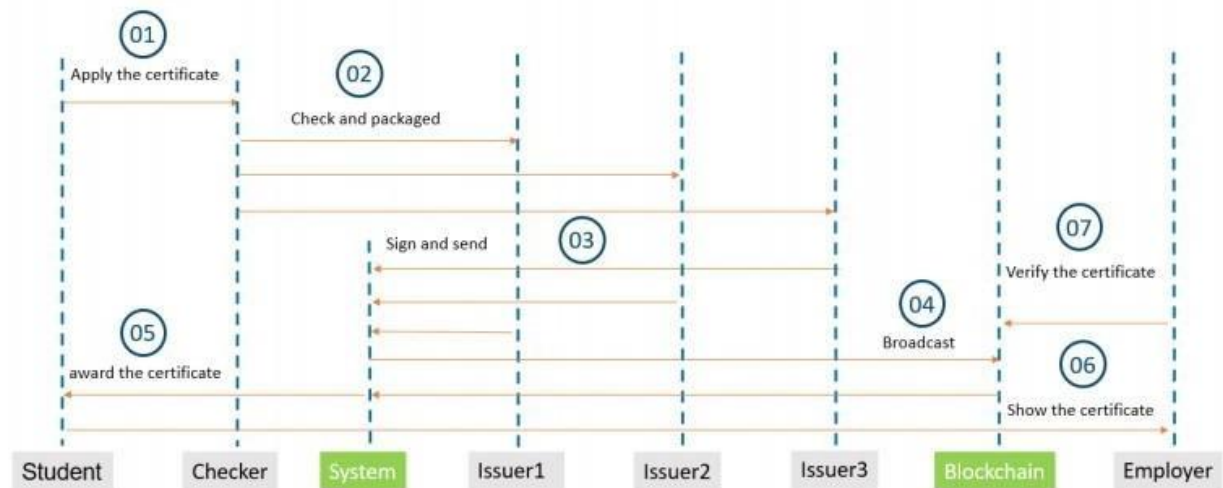 01
Apply the certificate
02
Check and packaged
03
Sign and send
07
Verify the certificate
04
Broadcast
05
award the certificate
06
Show the certificate
Student
Checker
System
Issuer1
Issuer2
Issuer3
Blockchain
Employer